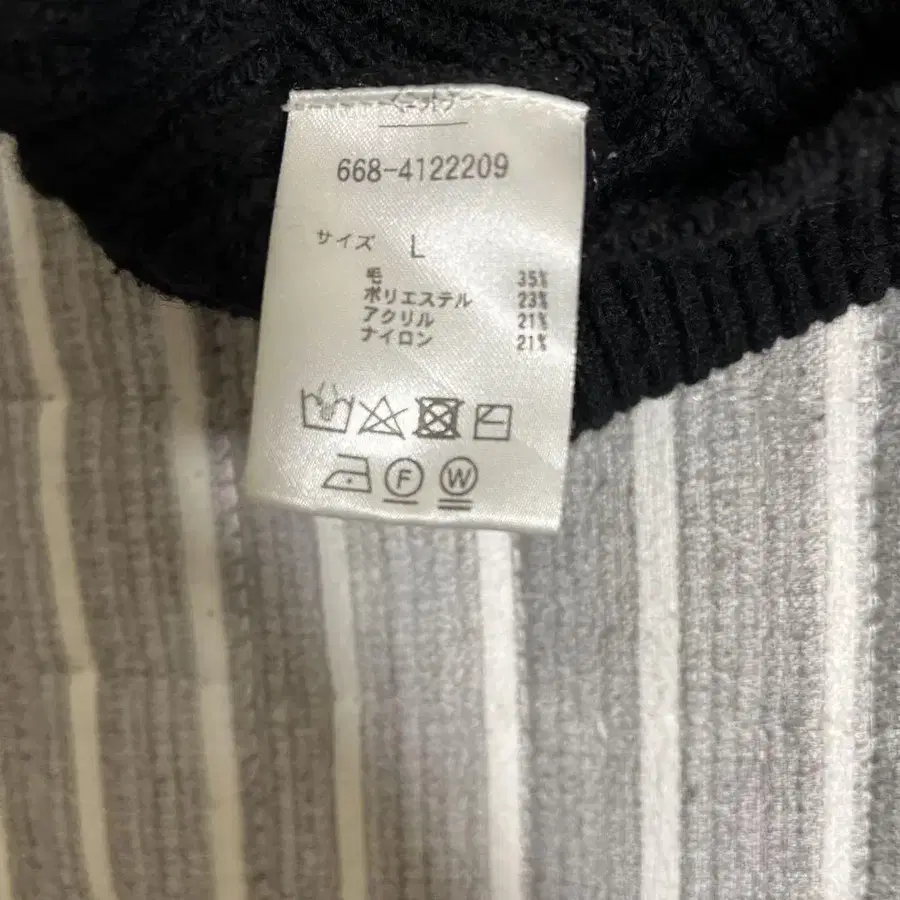 668-4122209
サイズ L
毛 35%
ポリエステル 23%
アクリル 21%
ナイロン 21%
F W